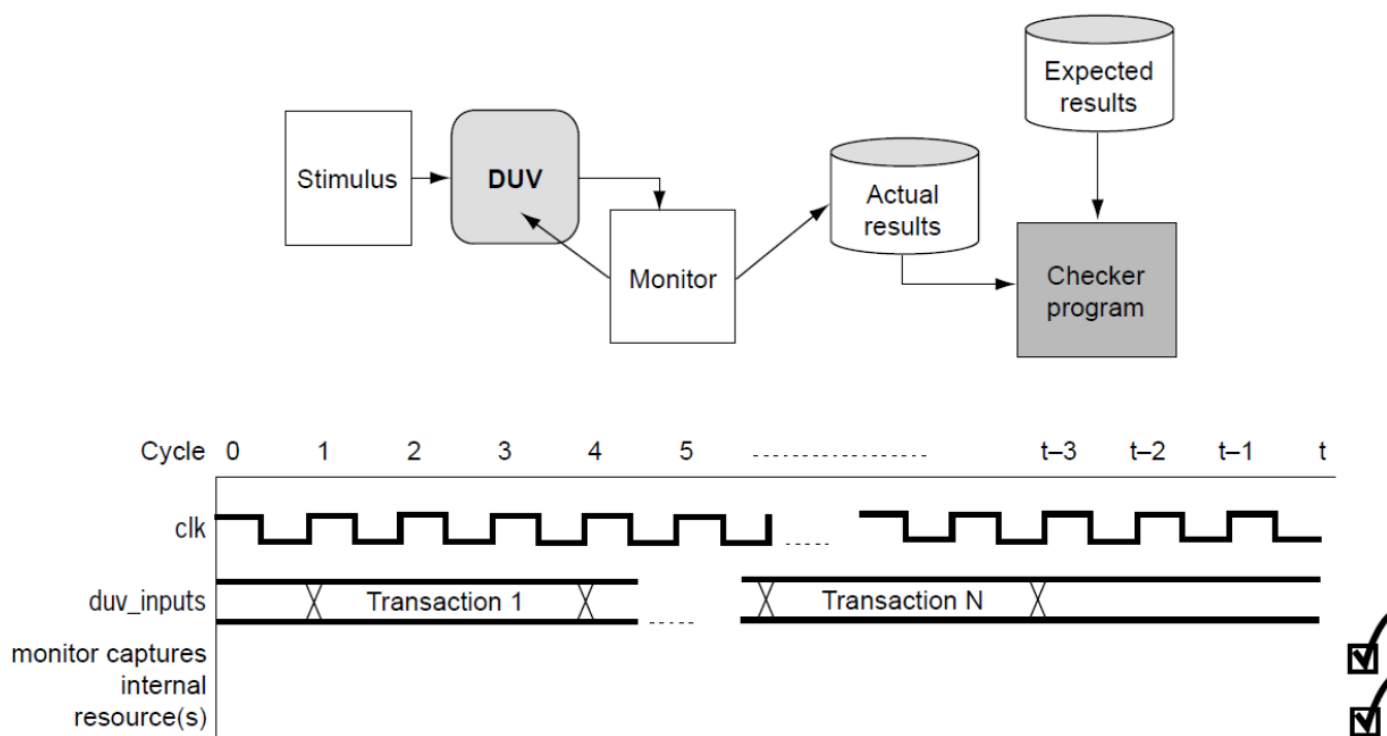 Expected
results
Stimulus
DUV
Actual
results
Monitor
Checker
program
Cycle 0 1 2 3 4 5 ---------------------- t–3 t–2 t–1 t
clk
duv_inputs Transaction 1 Transaction N
monitor captures
internal
resource(s)